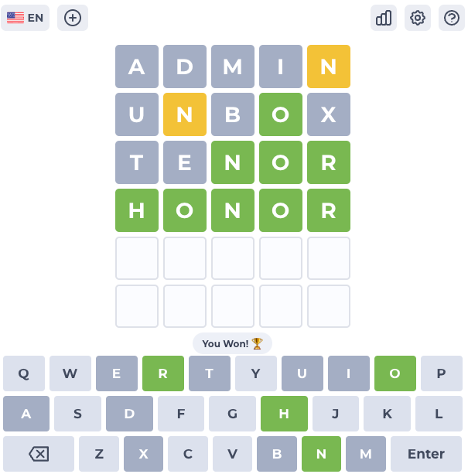 EN
A D M I N
U N B O X
T E N O R
H O N O R
You Won! 🏆
Q W E R T Y U I O P
A S D F G H J K L
Z X C V B N M Enter